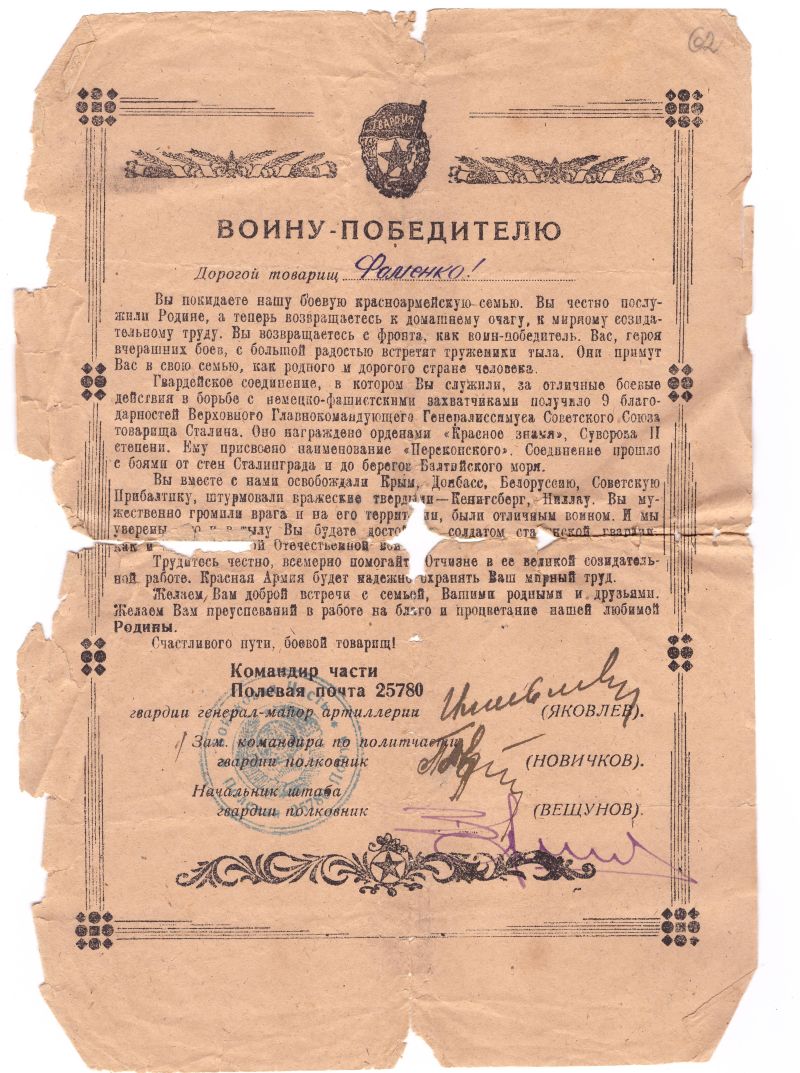 62
ГВАРДИЯ
ВОИНУ-ПОБЕДИТЕЛЮ
Дорогой товарищ Фоменко!
Вы покидаете нашу боевую красноармейскую семью. Вы честно послу-
жили Родине, а теперь возвращаетесь к домашнему очагу, к мирному созида-
тельному труду. Вы возвращаетесь с фронта, как воин-победитель. Вас, героя
вчерашних боев, с большой радостью встретят труженики тыла. Они примут
Вас в свою семью, как родного и дорогого стране человека.
Гвардейское соединение, в котором Вы служили, за отличные боевые
действия в борьбе с немецко-фашистскими захватчиками получило 9 благо-
дарностей Верховного Главнокомандующего Генералиссимуса Советского Союза
товарища Сталина. Оно награждено орденами «Красное знамя», Суворова II
степени. Ему присвоено наименование «Перекопского». Соединение прошло
с боями от стен Сталинграда и до берегов Балтийского моря.
Вы вместе с нами освобождали Крым, Донбасс, Белоруссию, Советскую
Прибалтику, штурмовали вражеские твердыни—Кенигсберг, Пиллау. Вы му-
жественно громили врага и на его территории, были отличным воином. И мы
уверены и в тылу Вы будете солдатом гвардии
как и Отечественной
Трудитесь честно, всемерно помогайте Отчизне в ее великой созидатель-
ной работе. Красная Армия будет надежно охранять Ваш мирный труд.
Желаем Вам доброй встречи с семьей, Вашими родными и друзьями.
Желаем Вам преуспеваний в работе на благо и процветание нашей любимой
Родины.
Счастливого пути, боевой товарищ!
Командир части
Полевая почта 25780
гвардии генерал-майор артиллерии (ЯКОВЛЕВ).
Зам. командира по политчасти
гвардии полковник (НОВИЧКОВ).
Начальник штаба
гвардии полковник (ВЕЩУНОВ).